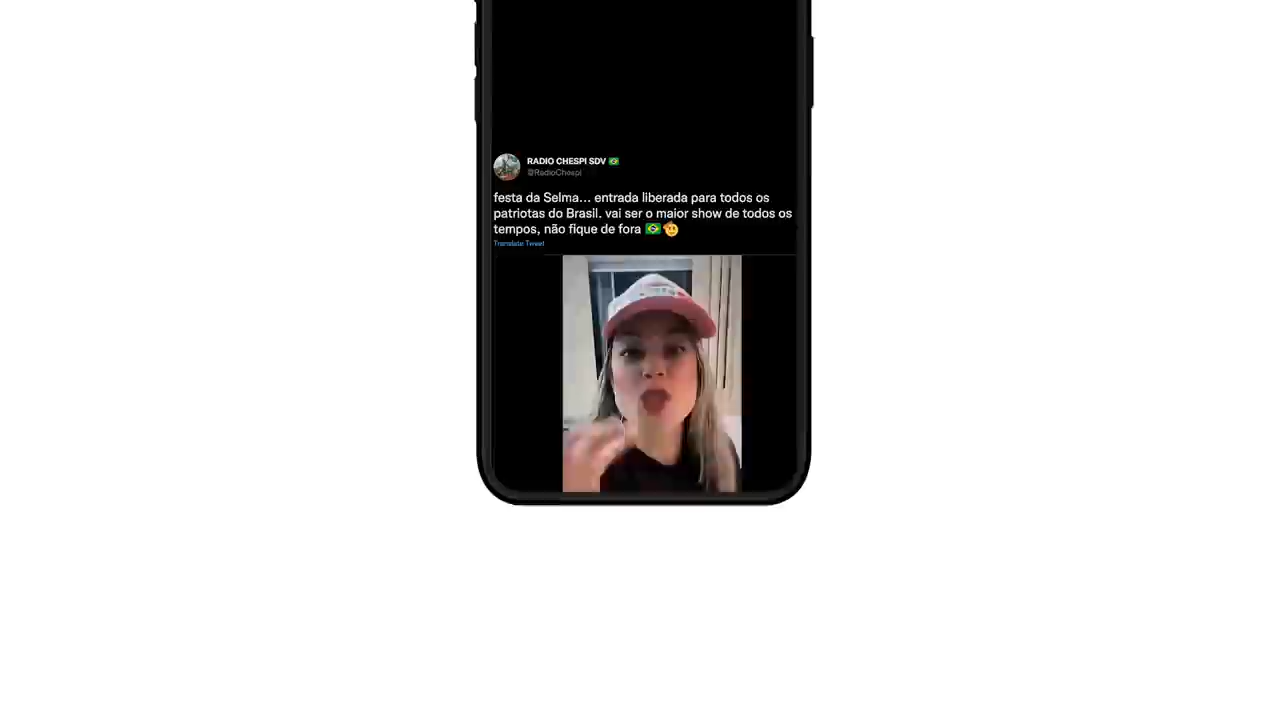 RADIO CHESPI SDV 🇧🇷
@RadioChespi
festa da Selma... entrada liberada para todos os
patriotas do Brasil. vai ser o maior show de todos os
tempos, não fique de fora 🇧🇷🫡
Translate Tweet